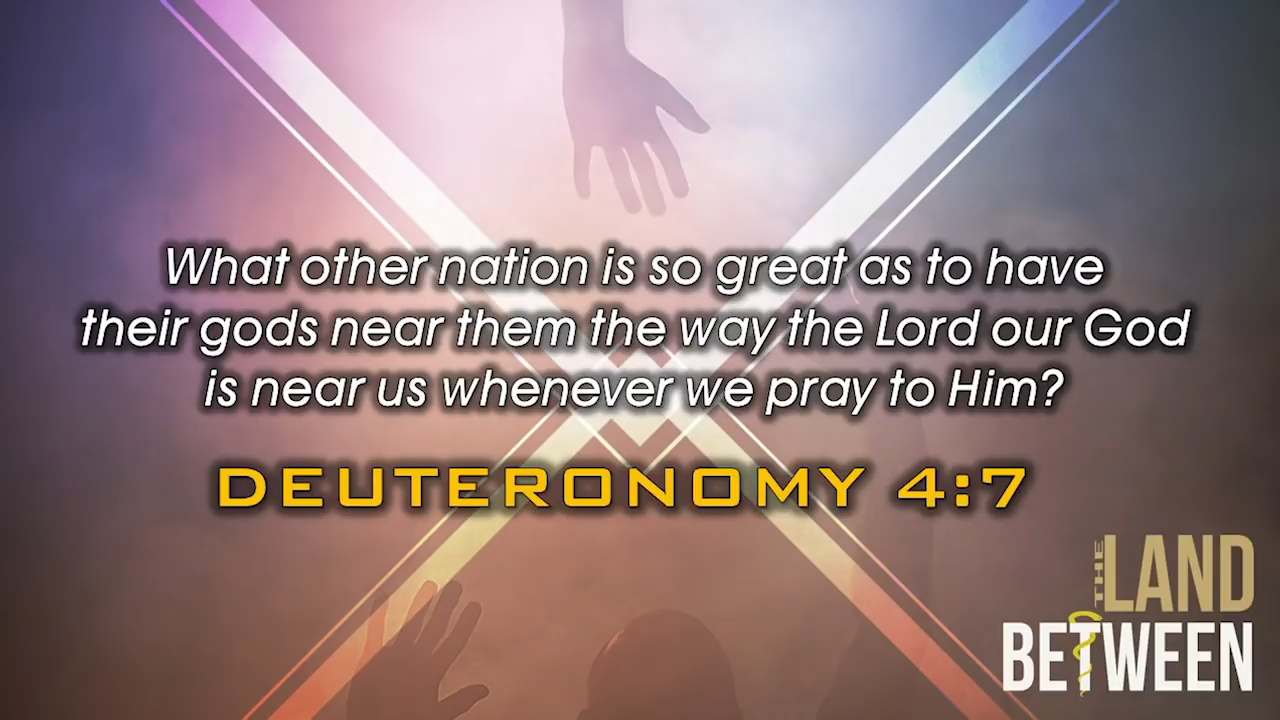 What other nation is so great as to have
their gods near them the way the Lord our God
is near us whenever we pray to Him?
DEUTERONOMY 4:7
THE LAND
BETWEEN